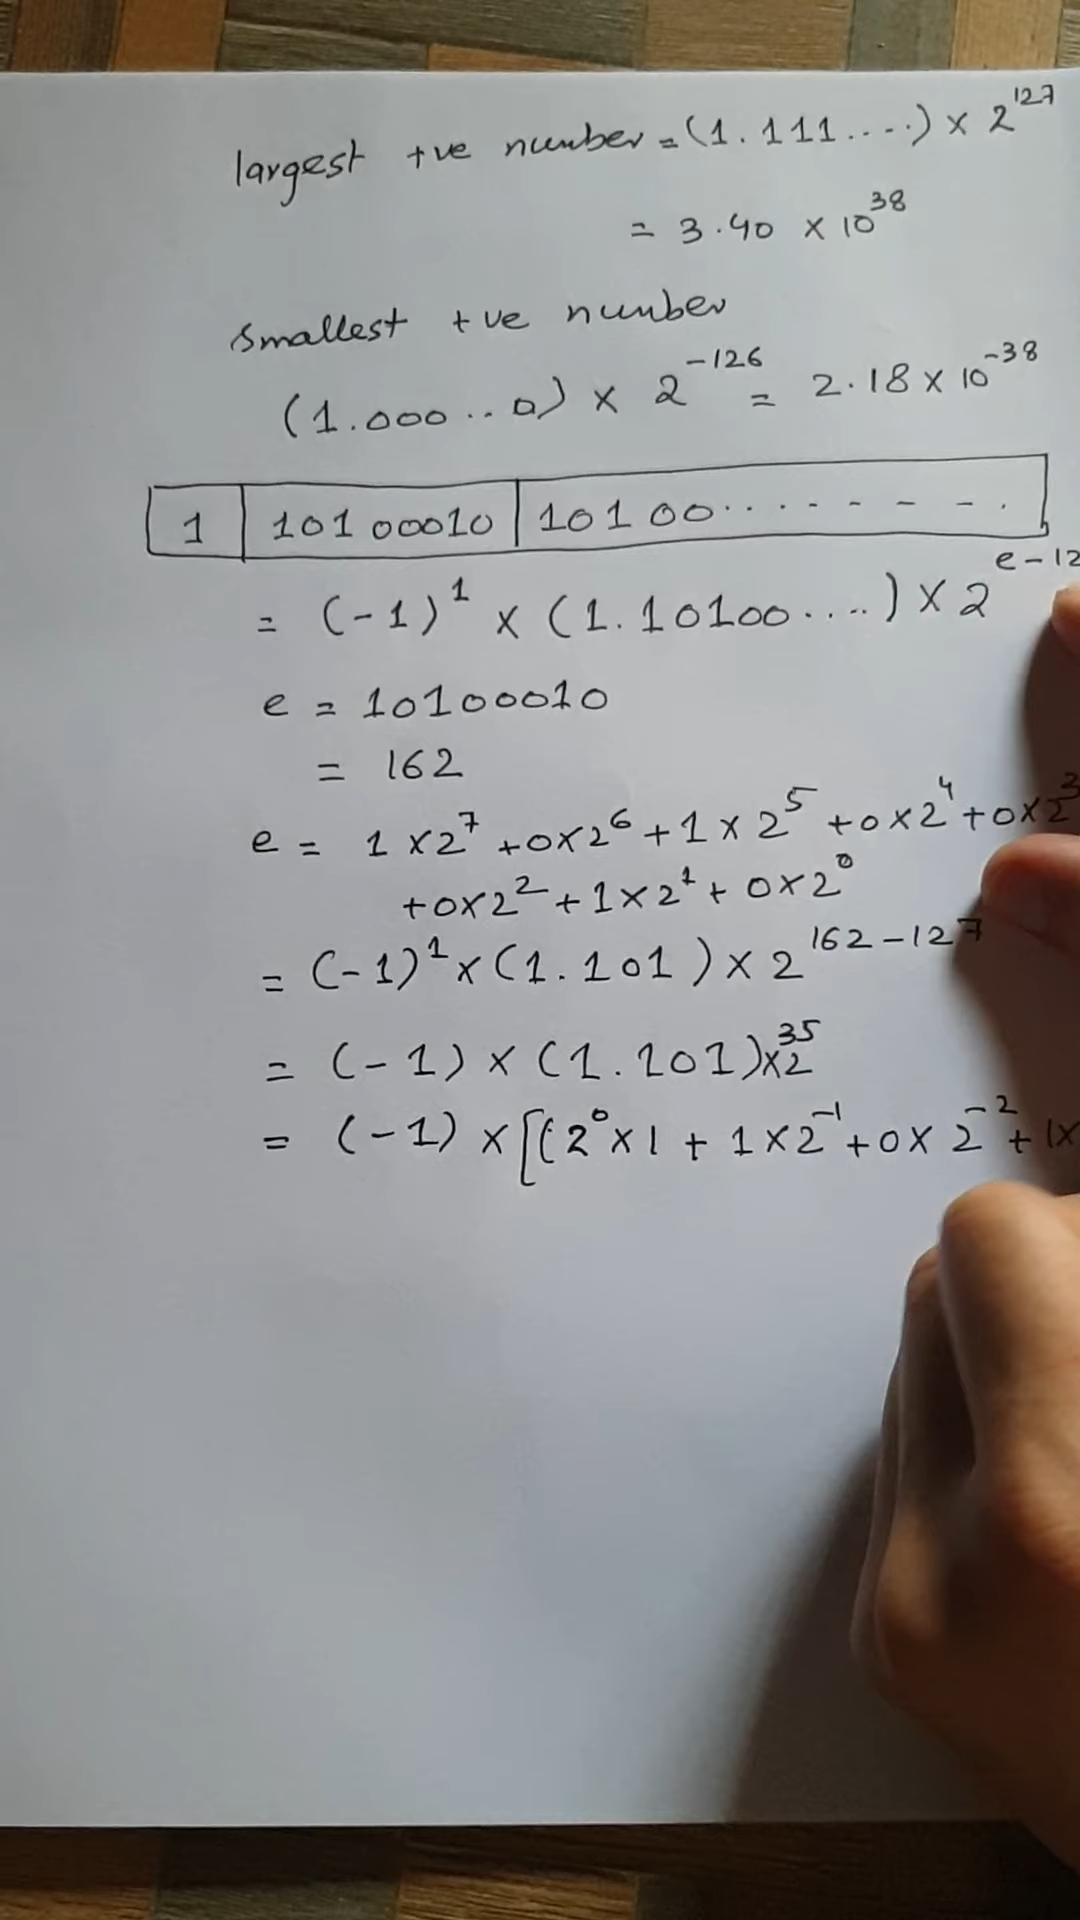 largest +ve number = (1.111....) × 2^127
= 3.40 × 10^38
smallest +ve number
(1.000..0) × 2^-126 = 2.18 × 10^-38
1 | 10100010 | 10100...------.
= (-1)^1 × (1.10100....) × 2^e-12
e = 10100010
= 162
e = 1×2^7 +0×2^6 +1×2^5 +0×2^4 +0×2^3
+0×2^2 +1×2^1 + 0×2^0
= (-1)^1 × (1.101) × 2^162-127
= (-1) × (1.101)×2^35
= (-1) × [(2^0×1 + 1×2^-1 +0×2^-2 + 1×